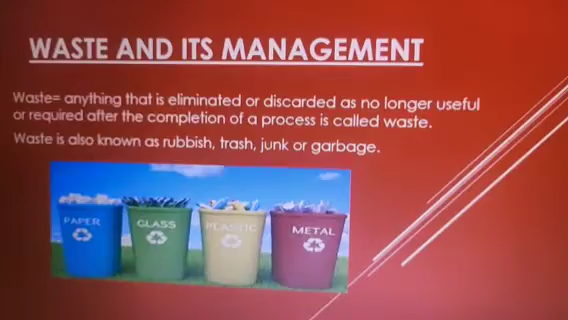 WASTE AND ITS MANAGEMENT
Waste= anything that is eliminated or discarded as no longer useful
or required after the completion of a process is called waste.
Waste is also known as rubbish, trash, junk or garbage.
PAPER
GLASS
PLASTIC
METAL